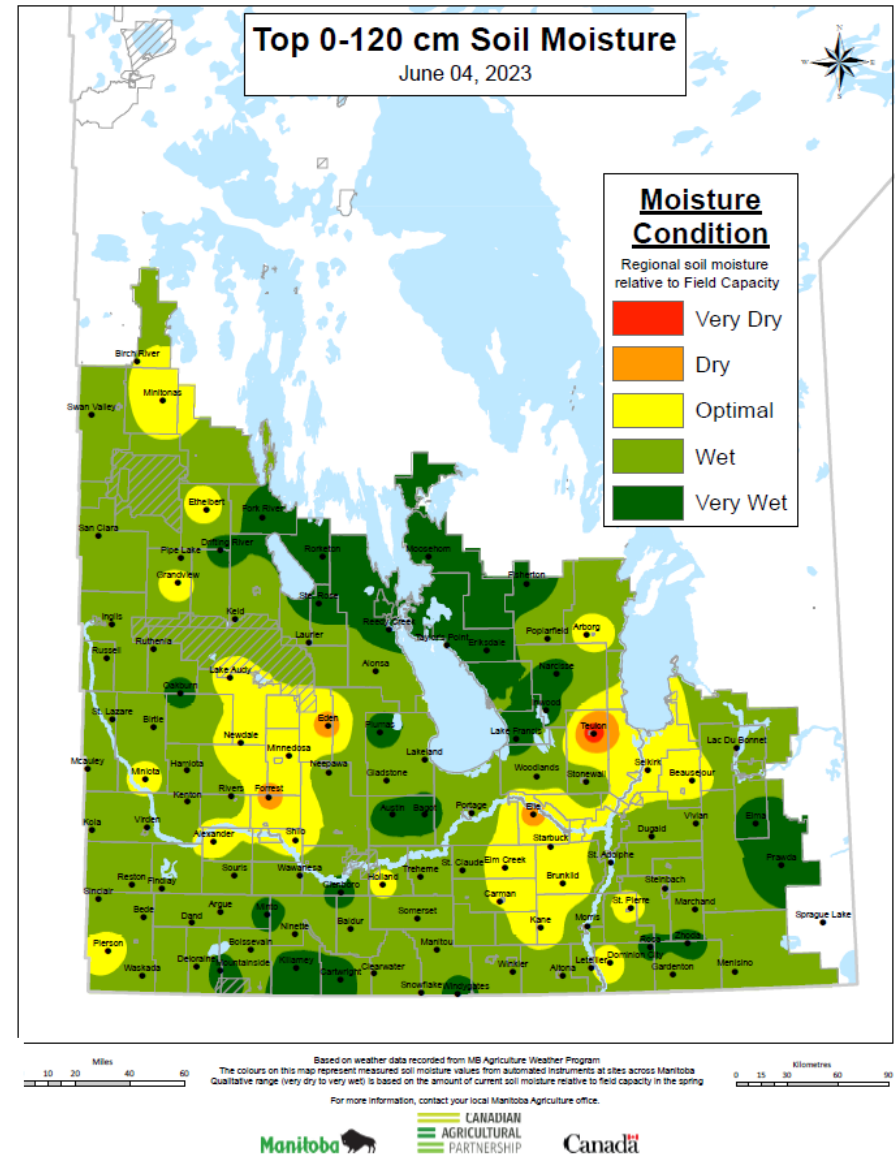 Top 0-120 cm Soil Moisture
June 04, 2023
N
W
E
S
Moisture
Condition
Regional soil moisture
relative to Field Capacity
Very Dry
Dry
Optimal
Wet
Very Wet
Birch River
Minitonas
Swan Valley
Ethelbert
Fork River
San Clara
Drifting River
Pipe Lake
Rorketon
Moosehorn
Grandview
Fisherton
Ste. Rose
Inglis
Keld
Reedy Creek
Arborg
Ruthenia
Laurier
Poplarfield
Eriksdale
Russell
Alonsa
Narcisse
Lake Audy
Oakburn
St. Lazare
Birtle
Eden
Plumas
Inwood
Teulon
Newdale
Lake Francis
Lac Du Bonnet
Minnedosa
Lakeland
Mcauley
Hamiota
Neepawa
Woodlands
Selkirk
Miniota
Gladstone
Stonewall
Beausejour
Kenton
Rivers
Forrest
Austin
Bagot
Portage
Elie
Vivian
Elma
Kola
Virden
Alexander
Shilo
Dugald
Starbuck
St. Adolphe
Elm Creek
Prawda
Reston
Findlay
Souris
Wawanesa
Holland
Treherne
St. Claude
Brunkild
Steinbach
Sinclair
Glenboro
Carman
St. Pierre
Marchand
Bede
Argue
Minto
Somerset
Dand
Ninette
Baldur
Kane
Morris
Sprague Lake
Pierson
Boissevain
Manitou
Zhoda
Deloraine
Mountainside
Killarney
Letellier
Dominion City
Waskada
Cartwright
Clearwater
Winkler
Altona
Gardenton
Menisino
Snowflake
Windygates
Miles
10 20 40 60
Based on weather data recorded from MB Agriculture Weather Program
The colours on this map represent measured soil moisture values from automated instruments at sites across Manitoba
Qualitative range (very dry to very wet) is based on the amount of current soil moisture relative to field capacity in the spring
For more information, contact your local Manitoba Agriculture office.
Kilometres
0 15 30 60 90
Manitoba
CANADIAN
AGRICULTURAL
PARTNERSHIP
Canada